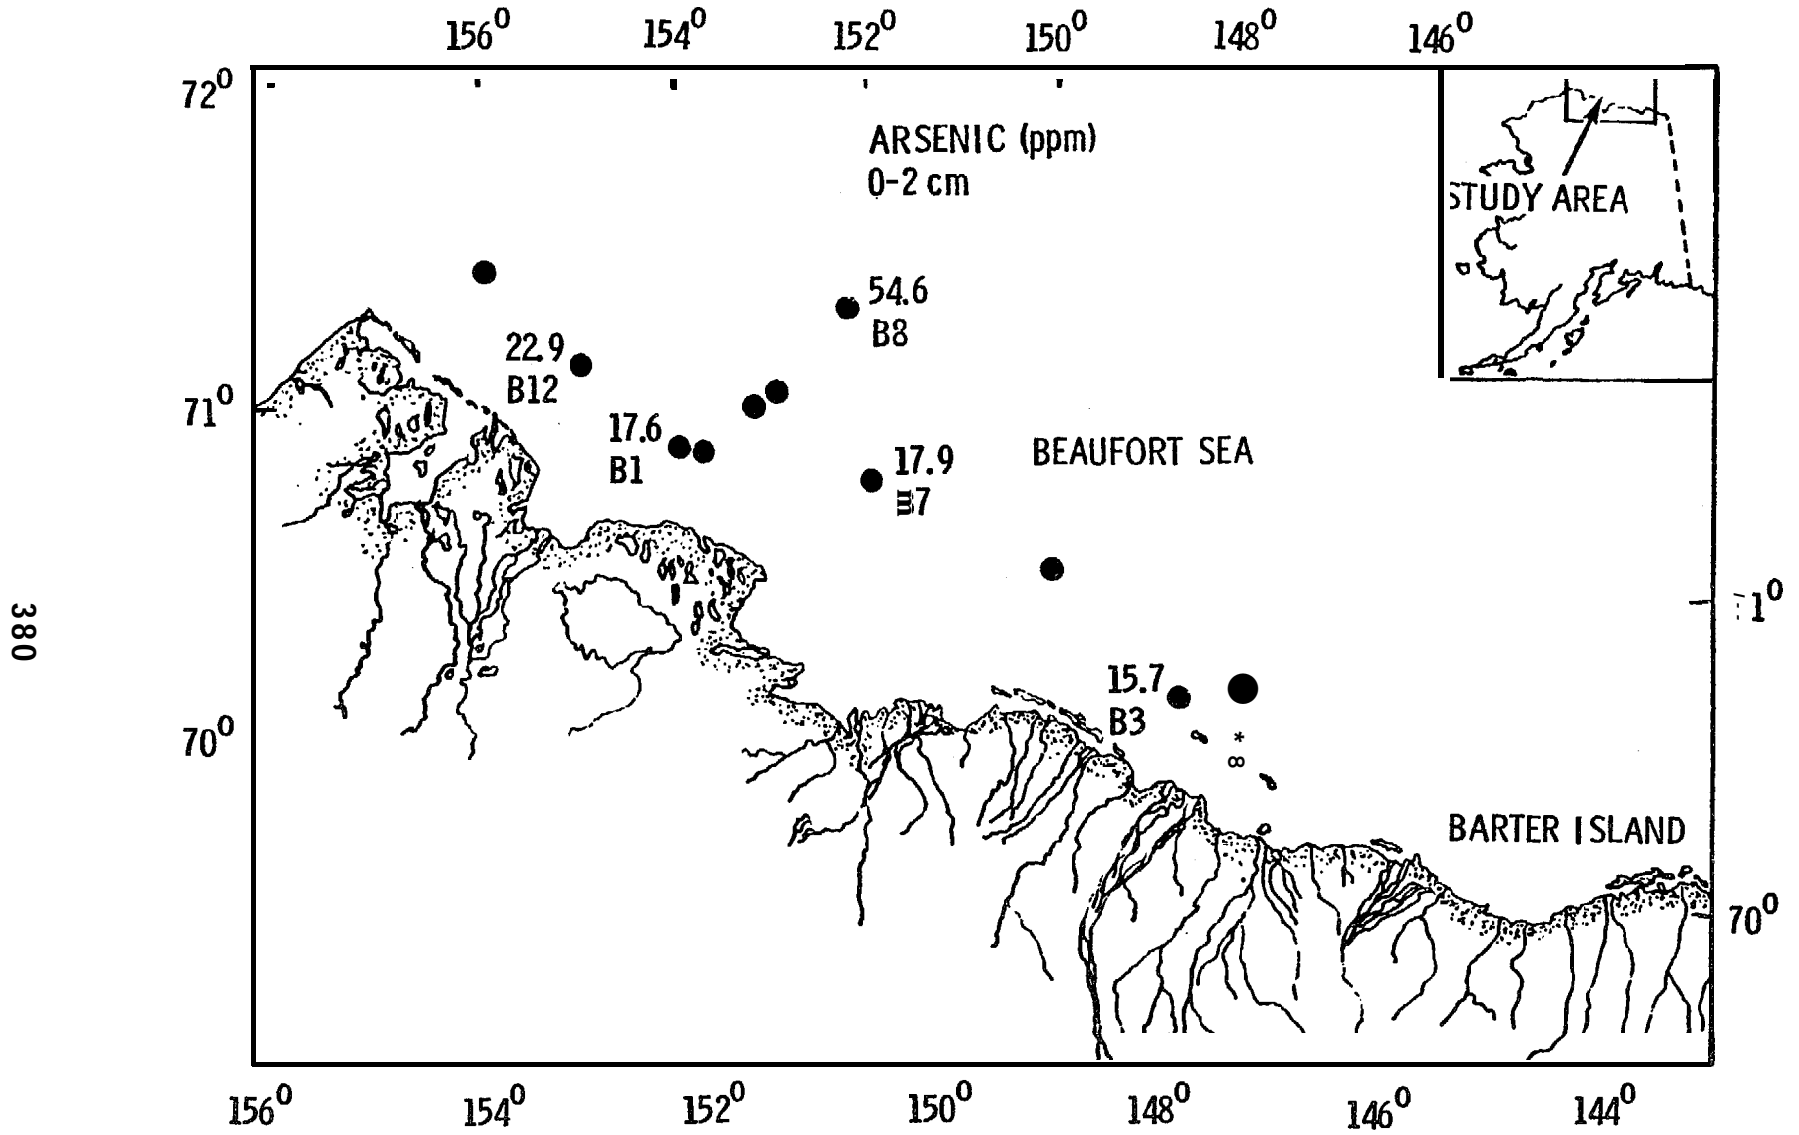 156⁰ 154⁰ 152⁰ 150⁰ 148⁰ 146⁰
72⁰
ARSENIC (ppm)
0-2 cm
STUDY AREA
54.6
B8
22.9
B12
71⁰
17.6
B1
BEAUFORT SEA
17.9
7
1⁰
380
15.7
B3
70⁰
*
∞
BARTER ISLAND
70⁰
156⁰ 154⁰ 152⁰ 150⁰ 148⁰ 146⁰ 144⁰